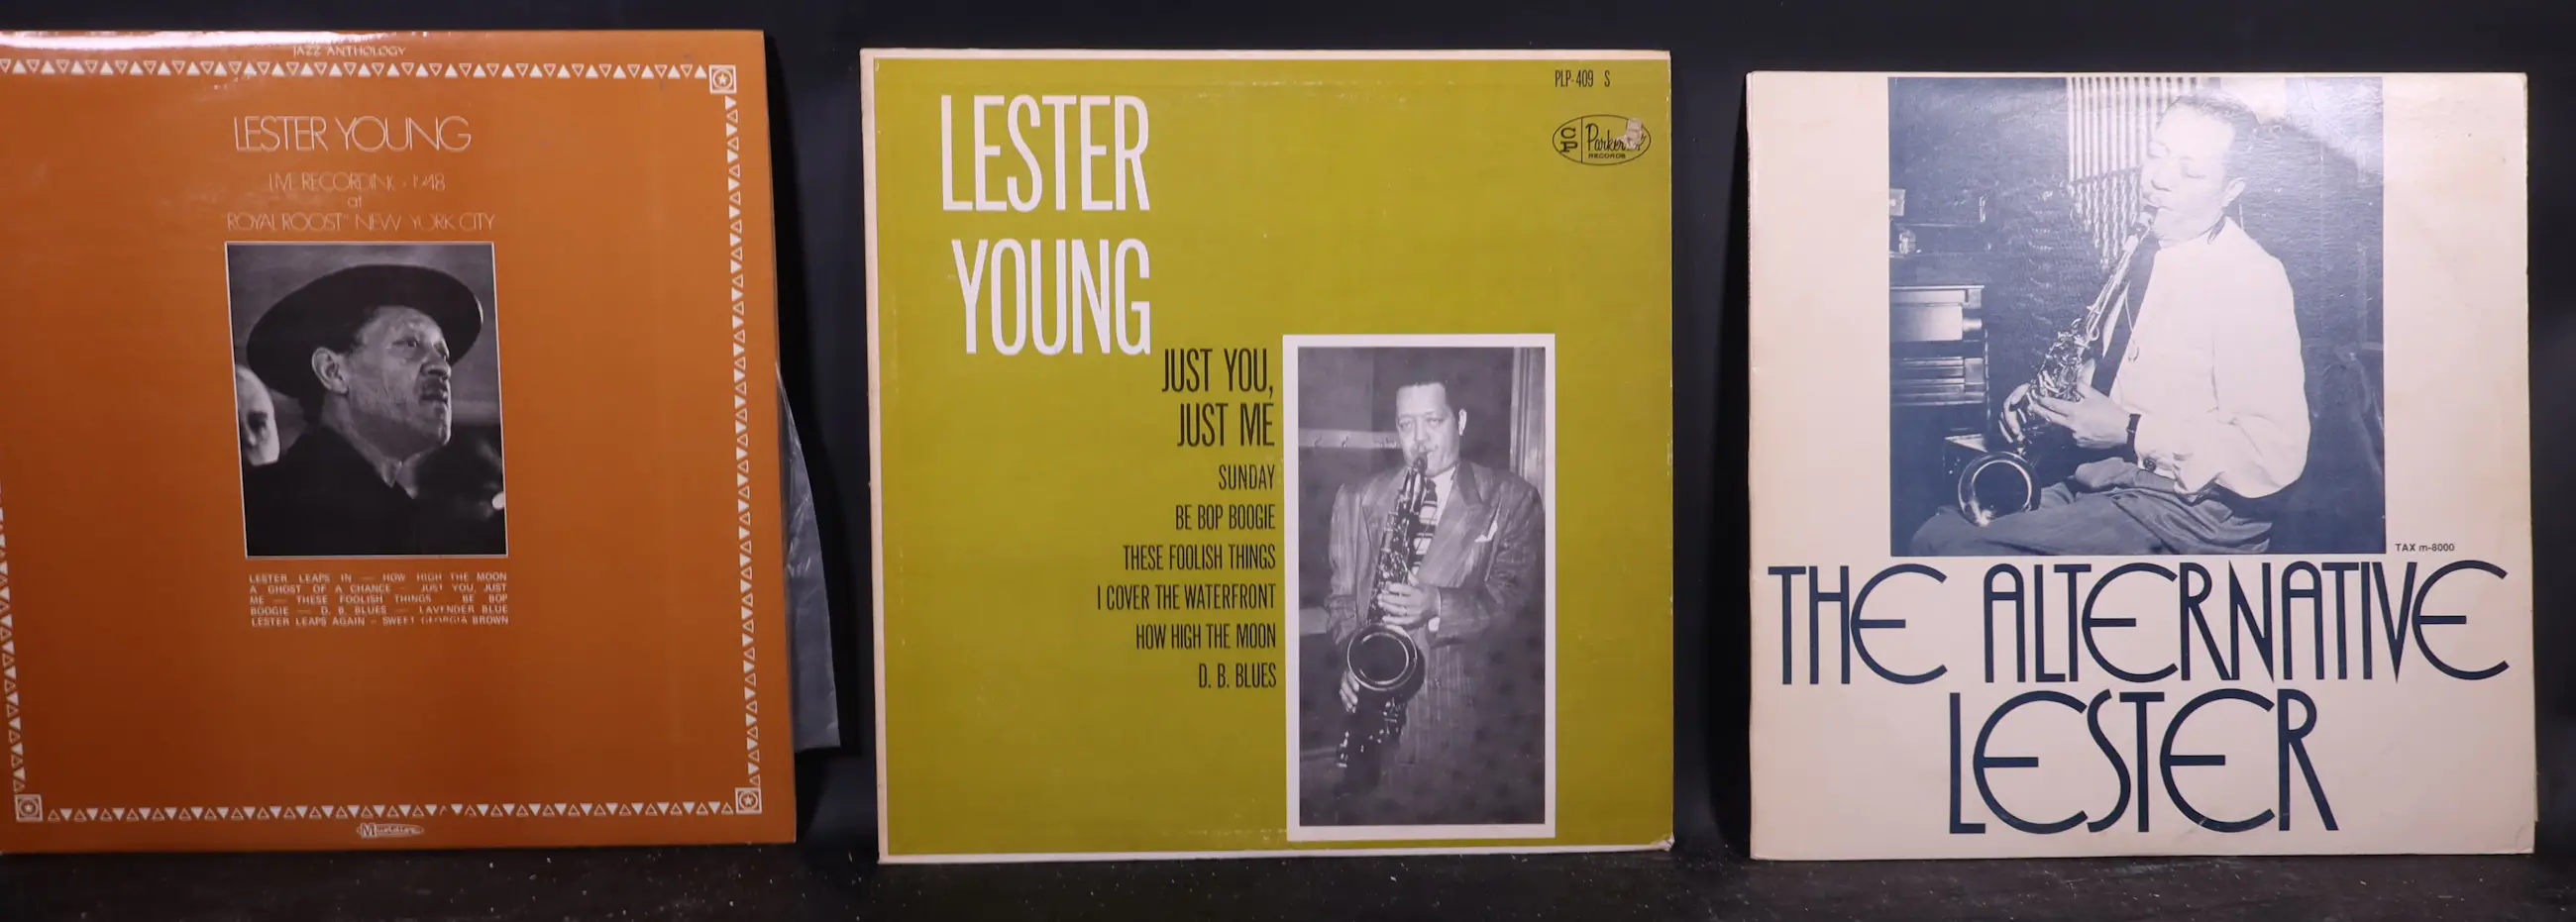 JAZZ ANTHOLOGY
LESTER YOUNG
LIVE RECORDING - 1948
at
ROYAL ROOST" NEW YORK CITY
LESTER LEAPS IN — HOW HIGH THE MOON
A GHOST OF A CHANCE — JUST YOU, JUST
ME — THESE FOOLISH THINGS — BE BOP
BOOGIE — D. B. BLUES — LAVENDER BLUE
LESTER LEAPS AGAIN — SWEET GEORGIA BROWN
Musidisc
PLP-409 S
CP Parker
RECORDS
LESTER
YOUNG
JUST YOU,
JUST ME
SUNDAY
BE BOP BOOGIE
THESE FOOLISH THINGS
I COVER THE WATERFRONT
HOW HIGH THE MOON
D. B. BLUES
TAX m-8000
THE ALTERNATIVE
LESTER